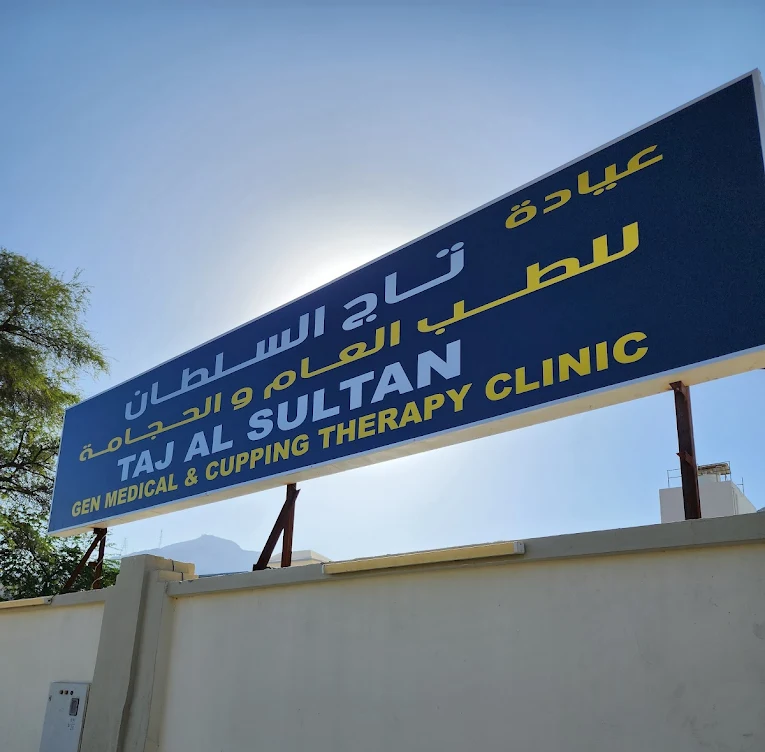 عيادة
تاج السلطان
للطب العام و الحجامة
TAJ AL SULTAN
GEN MEDICAL & CUPPING THERAPY CLINIC